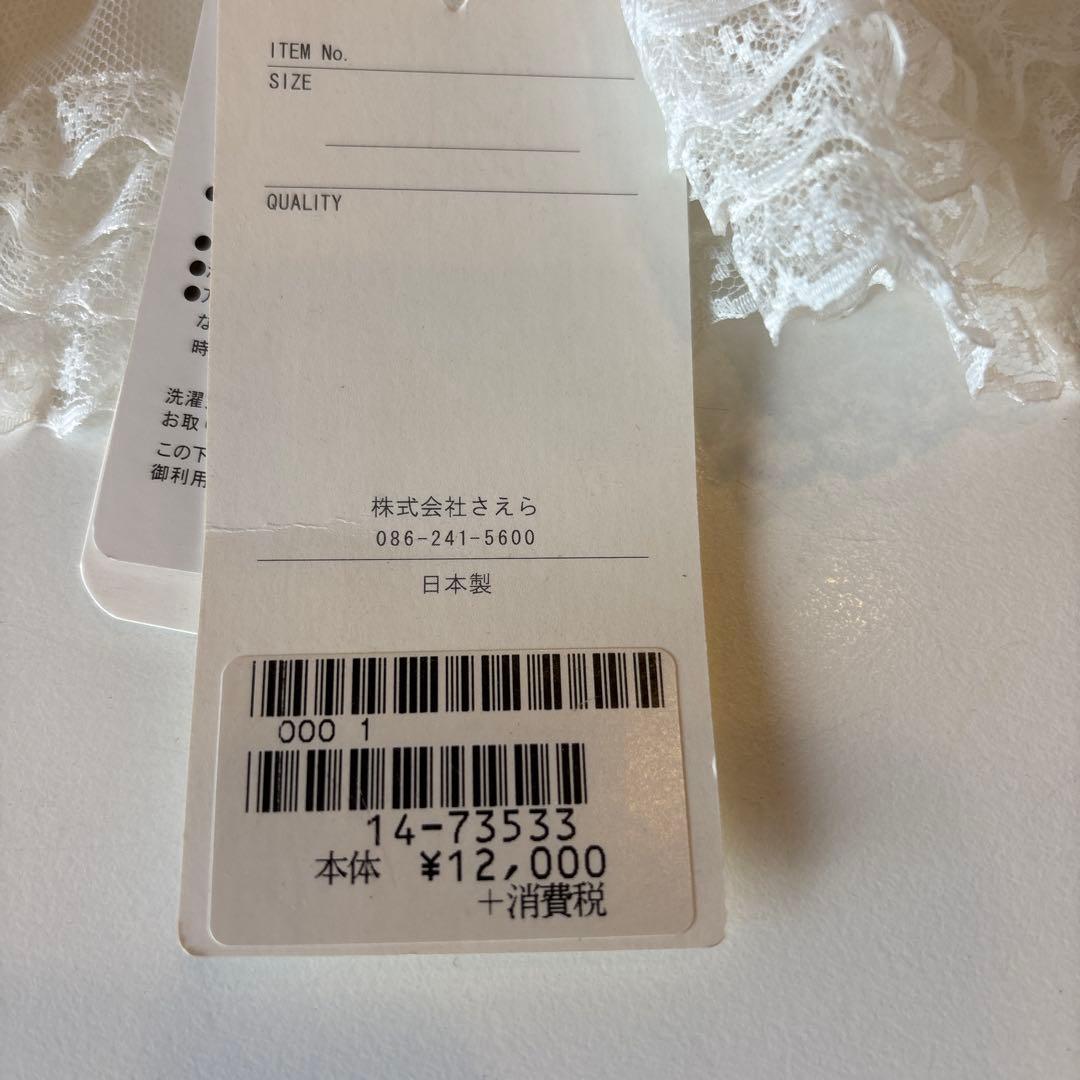 ITEM No.
SIZE
QUALITY
株式会社さえら
086-241-5600
日本製
000 1
14-73533
本体 ¥12,000
+消費税
な
時
洗濯
お取
この下
御利用